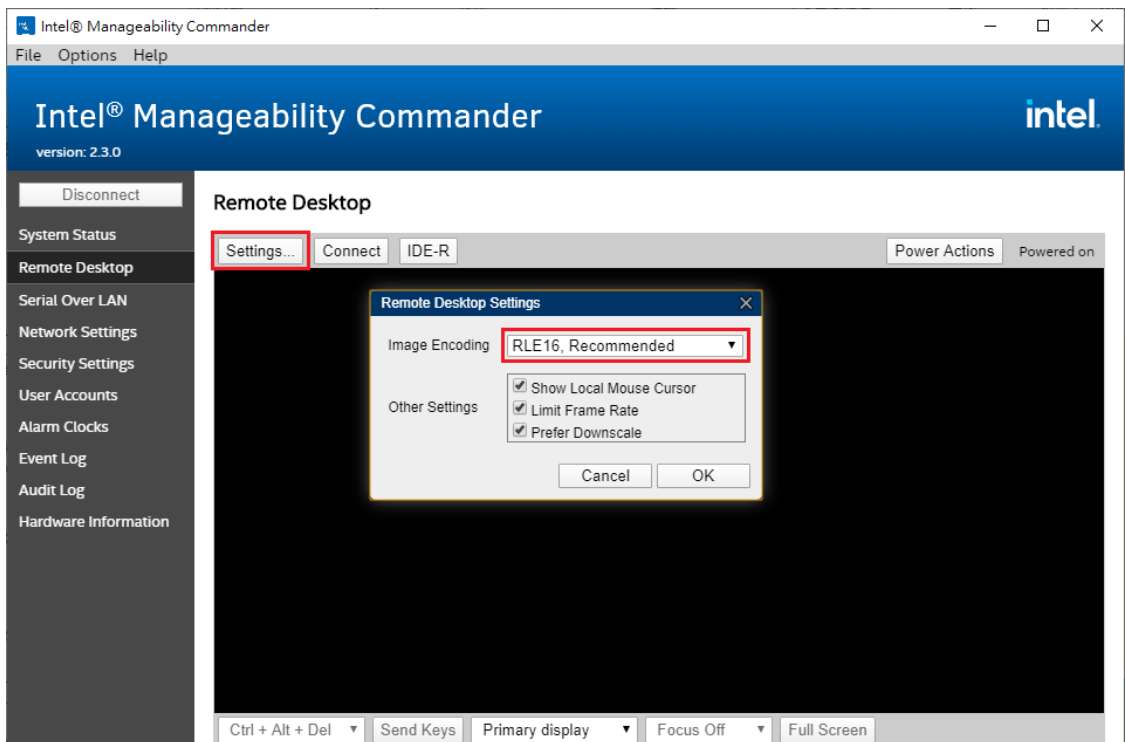 Intel® Manageability Commander
File Options Help
Intel® Manageability Commander
intel.
version: 2.3.0
Disconnect
Remote Desktop
System Status
Settings... Connect IDE-R Power Actions Powered on
Remote Desktop
Serial Over LAN
Network Settings
Security Settings
User Accounts
Alarm Clocks
Event Log
Audit Log
Hardware Information
Remote Desktop Settings
Image Encoding RLE16, Recommended
Other Settings
Show Local Mouse Cursor
Limit Frame Rate
Prefer Downscale
Cancel OK
Ctrl + Alt + Del Send Keys Primary display Focus Off Full Screen